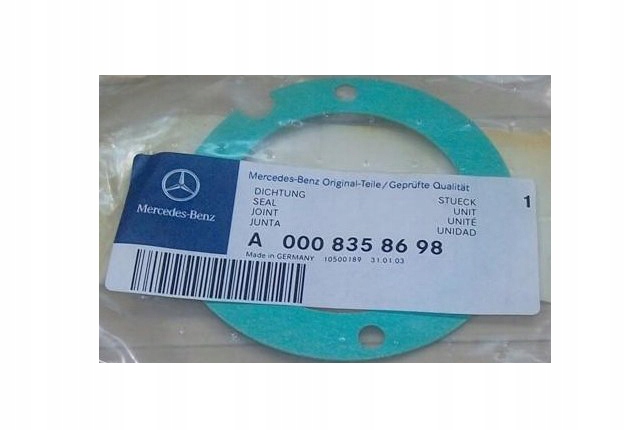 Mercedes-Benz
Mercedes-Benz Original-Teile/Geprüfte Qualität
DICHTUNG STUECK 1
SEAL UNIT
JOINT UNITÉ
JUNTA UNIDAD
A 000 835 86 98
Made in GERMANY 10500189 31.01.03